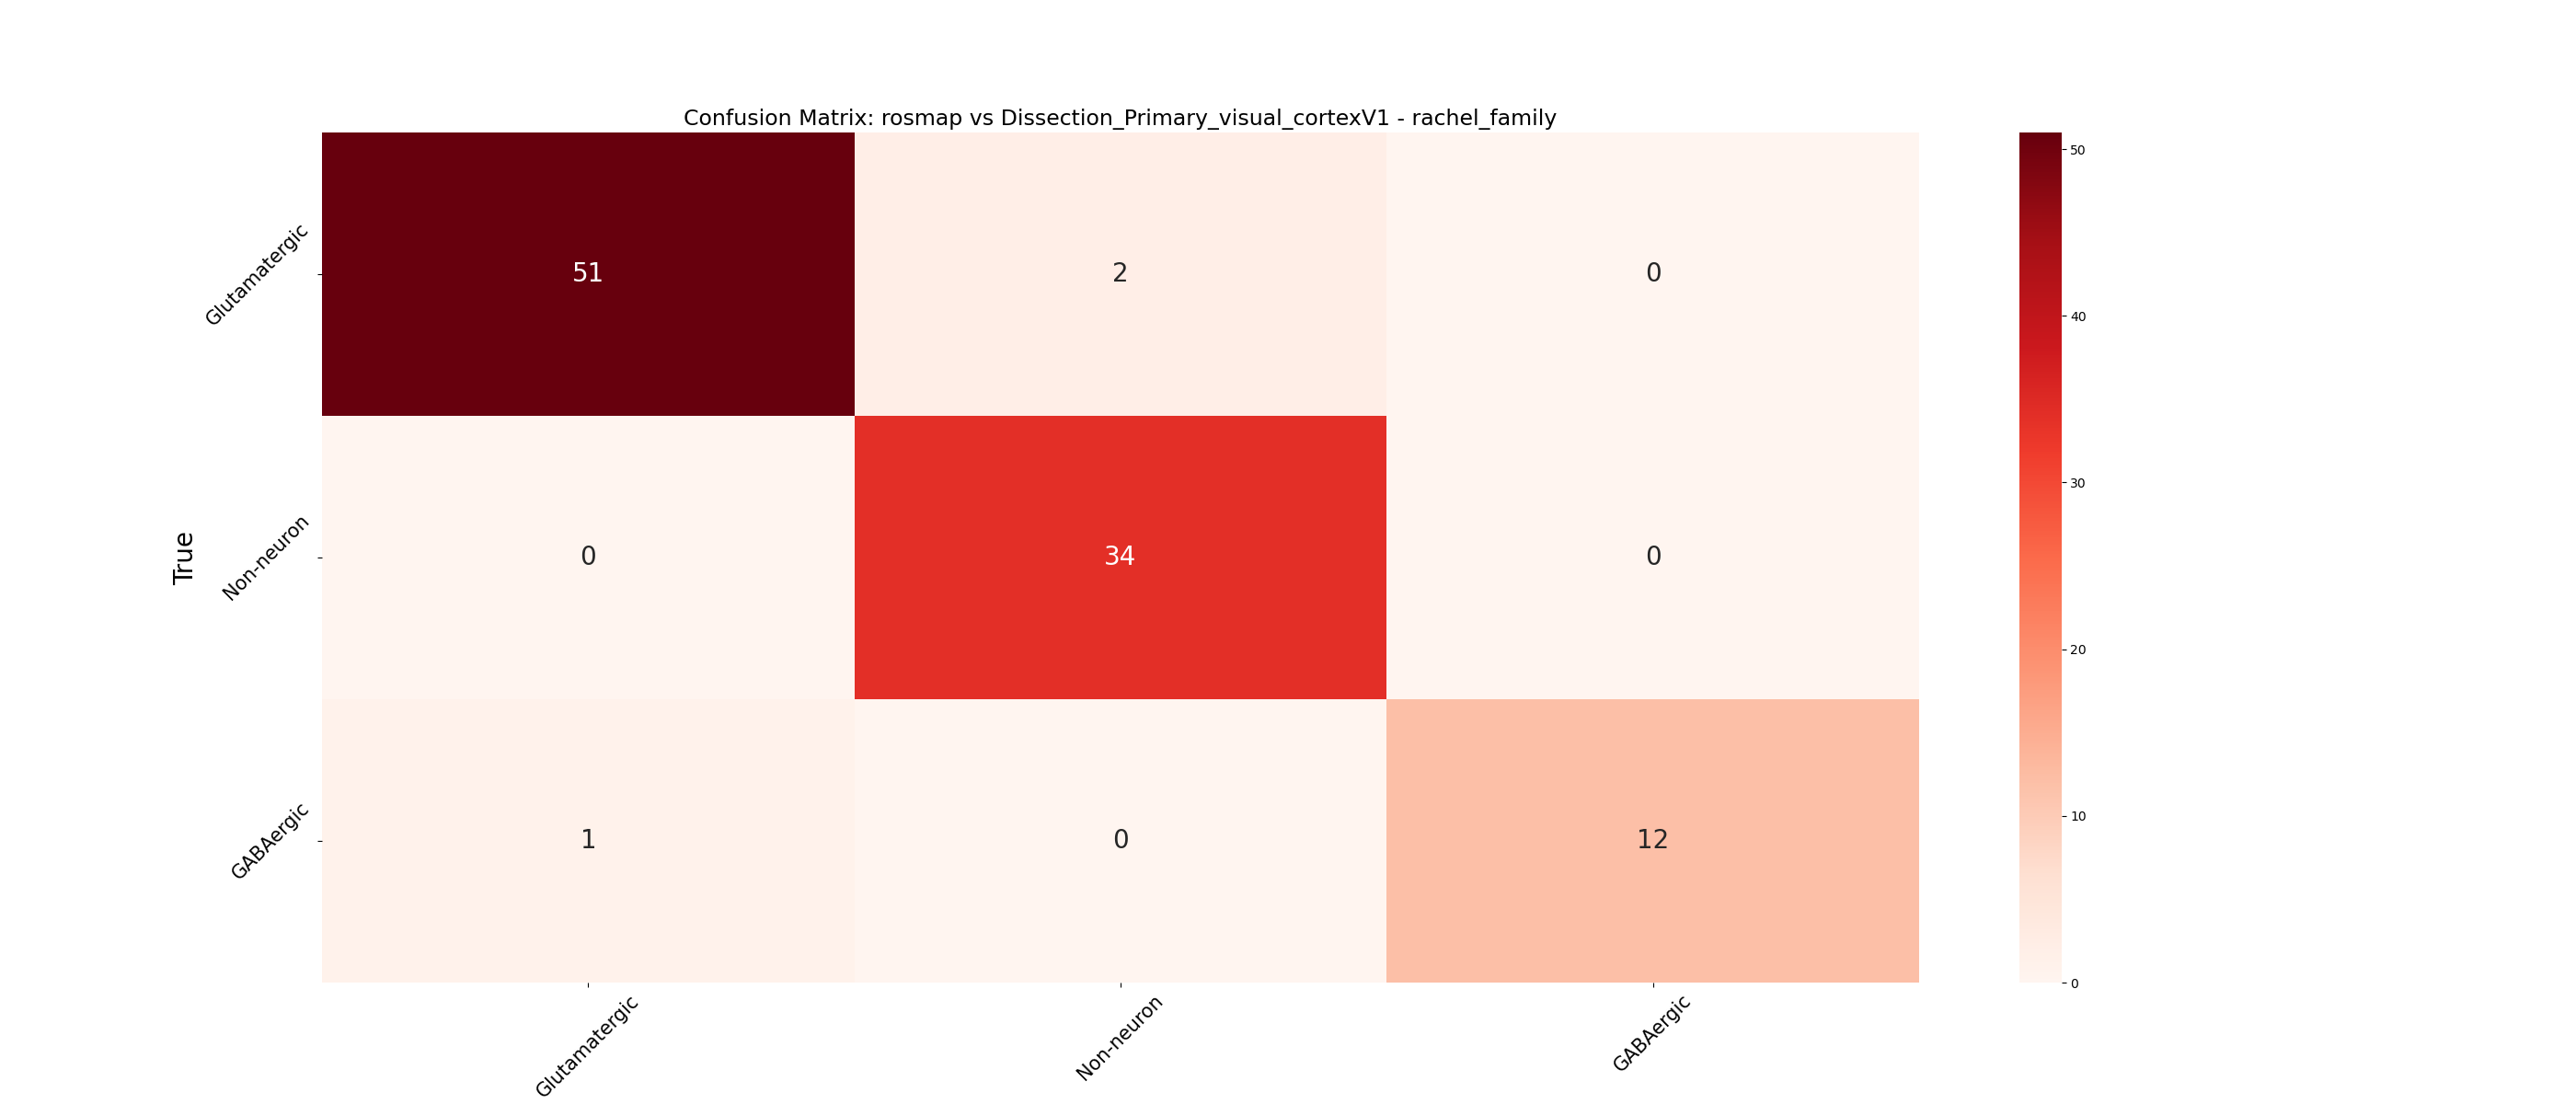 Confusion Matrix: rosmap vs Dissection_Primary_visual_cortexV1 - rachel_family
True
Glutamatergic
51
2
0
Non-neuron
0
34
0
GABAergic
1
0
12
Glutamatergic
Non-neuron
GABAergic
50
40
30
20
10
0